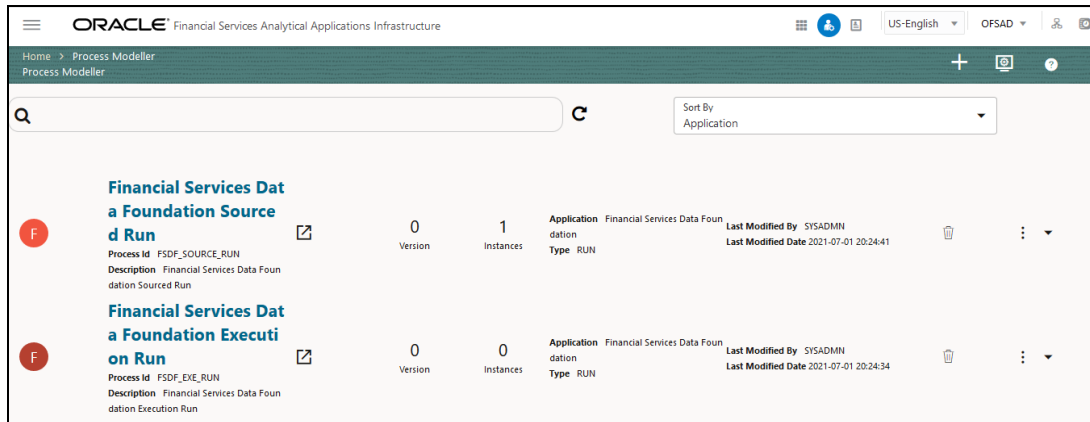 ORACLE® Financial Services Analytical Applications Infrastructure
US-English
OFSAD
Home > Process Modeller
Process Modeller
Sort By
Application
Financial Services Dat
a Foundation Source
d Run
Process Id FSDF_SOURCE_RUN
Description Financial Services Data Foun
dation Sourced Run
F
0
Version
1
Instances
Application Financial Services Data Foun
dation
Type RUN
Last Modified By SYSADMN
Last Modified Date 2021-07-01 20:24:41
Financial Services Dat
a Foundation Executi
on Run
Process Id FSDF_EXE_RUN
Description Financial Services Data Foun
dation Execution Run
F
0
Version
0
Instances
Application Financial Services Data Foun
dation
Type RUN
Last Modified By SYSADMN
Last Modified Date 2021-07-01 20:24:34